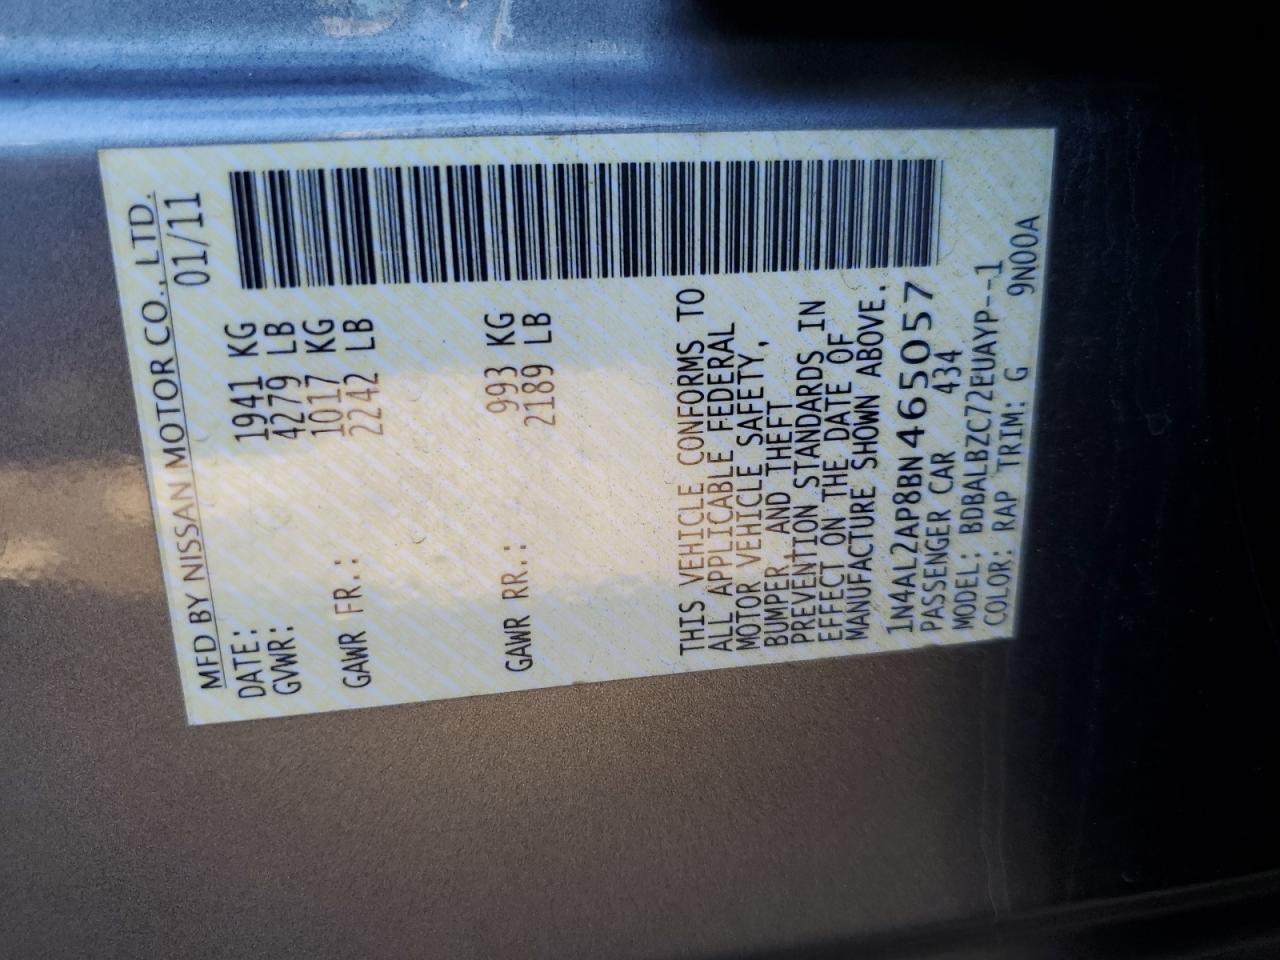 MFD BY NISSAN MOTOR CO., LTD.
DATE: 01/11
GVWR: 1941 KG
4279 LB
GAWR FR.: 1017 KG
2242 LB
GAWR RR.: 993 KG
2189 LB
THIS VEHICLE CONFORMS TO
ALL APPLICABLE FEDERAL
MOTOR VEHICLE SAFETY,
BUMPER, AND THEFT
PREVENTION STANDARDS IN
EFFECT ON THE DATE OF
MANUFACTURE SHOWN ABOVE.
1N4AL2AP8BN465057
PASSENGER CAR 434
MODEL: BDBALBZC72EUAYP--1
COLOR: RAP TRIM: G 9N00A